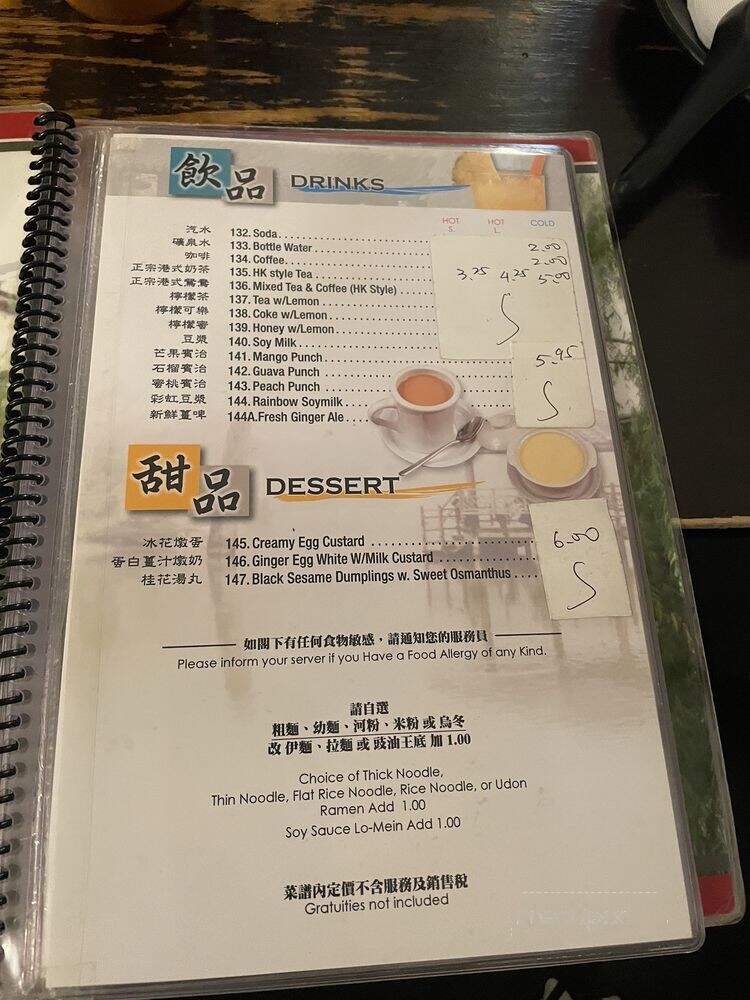 飲品 DRINKS
HOT S. HOT L. COLD
汽水 132. Soda
礦泉水 133. Bottle Water 2.00
咖啡 134. Coffee 2.00
正宗港式奶茶 135. HK style Tea 3.75 4.25 5.00
正宗港式鴛鴦 136. Mixed Tea & Coffee (HK Style)
檸檬茶 137. Tea w/Lemon
檸檬可樂 138. Coke w/Lemon
檸檬蜜 139. Honey w/Lemon
豆漿 140. Soy Milk
芒果賓治 141. Mango Punch 5.95
石榴賓治 142. Guava Punch
蜜桃賓治 143. Peach Punch
彩虹豆漿 144. Rainbow Soymilk
新鮮薑啤 144A. Fresh Ginger Ale
甜品 DESSERT
冰花燉蛋 145. Creamy Egg Custard 6.00
蛋白薑汁燉奶 146. Ginger Egg White W/Milk Custard
桂花湯丸 147. Black Sesame Dumplings w. Sweet Osmanthus
如閣下有任何食物敏感，請通知您的服務員
Please inform your server if you Have a Food Allergy of any Kind.
請自選
粗麵、幼麵、河粉、米粉 或 烏冬
改 伊麵、拉麵 或 豉油王底 加 1.00
Choice of Thick Noodle,
Thin Noodle, Flat Rice Noodle, Rice Noodle, or Udon
Ramen Add 1.00
Soy Sauce Lo-Mein Add 1.00
菜譜內定價不含服務及銷售稅
Gratuities not included